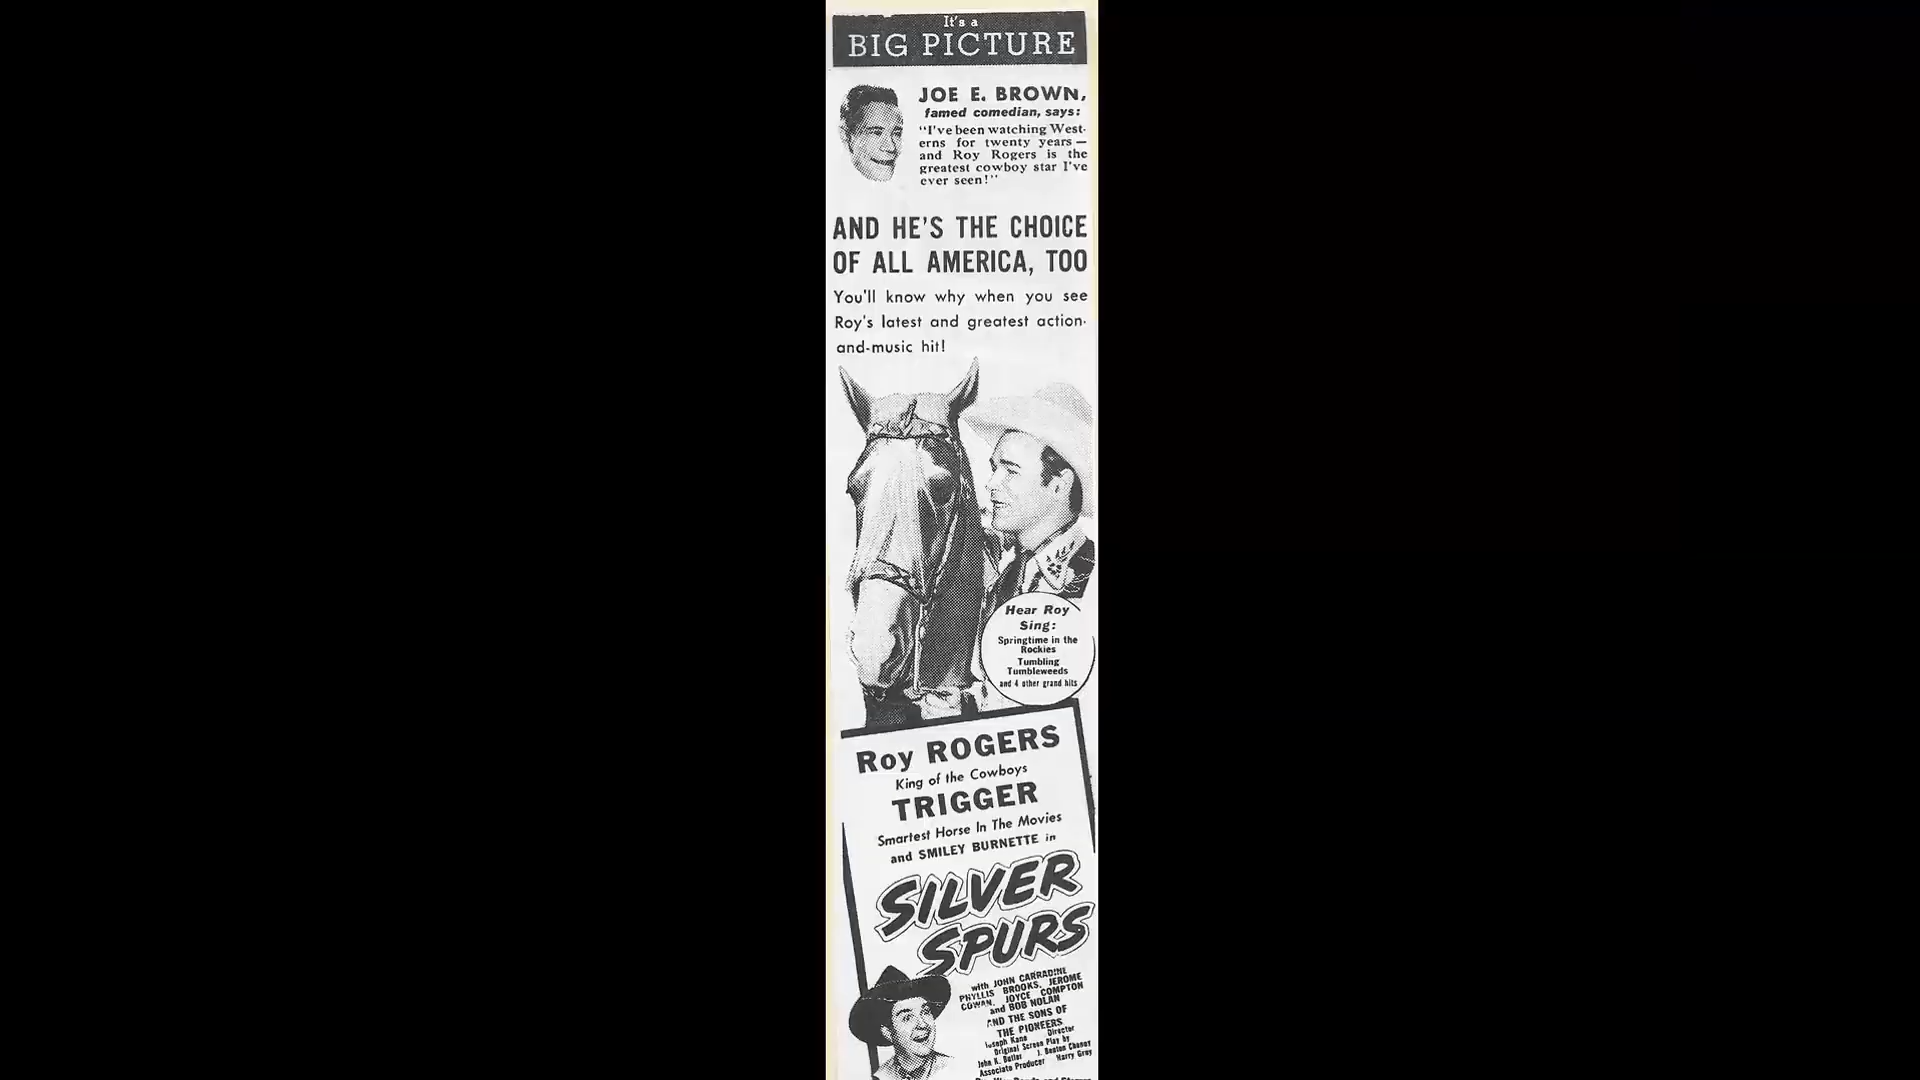 It's a
BIG PICTURE
JOE E. BROWN,
famed comedian, says:
"I've been watching West-
erns for twenty years—
and Roy Rogers is the
greatest cowboy star I've
ever seen!"
AND HE'S THE CHOICE
OF ALL AMERICA, TOO
You'll know why when you see
Roy's latest and greatest action-
and-music hit!
Hear Roy
Sing:
Springtime in the
Rockies
Tumbling
Tumbleweeds
and 4 other grand hits
Roy ROGERS
King of the Cowboys
TRIGGER
Smartest Horse In The Movies
and SMILEY BURNETTE in
SILVER
SPURS
with JOHN CARRADINE
PHYLLIS BROOKS, JEROME
COWAN, JOYCE COMPTON
and BOB NOLAN
AND THE SONS OF
THE PIONEERS
Joseph Kane Director
Original Screen Play by
John K. Butler J. Benton Cheney
Associate Producer Harry Grey